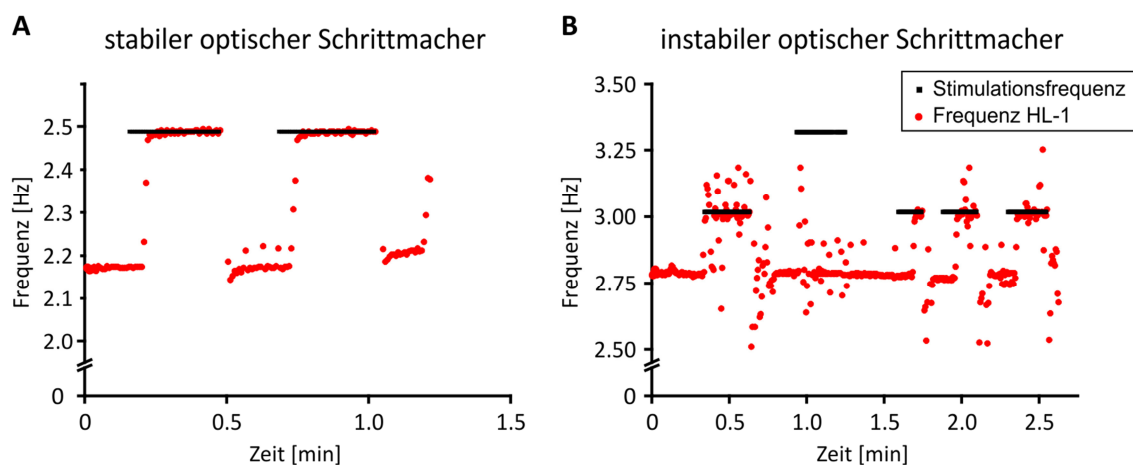 A
stabiler optischer Schrittmacher
Frequenz [Hz]
2.5
2.4
2.3
2.2
2.1
2.0
0
0
0.5
1.0
1.5
Zeit [min]
B
instabiler optischer Schrittmacher
Stimulationsfrequenz
Frequenz HL-1
Frequenz [Hz]
3.50
3.25
3.00
2.75
2.50
0
0
0.5
1.0
1.5
2.0
2.5
Zeit [min]